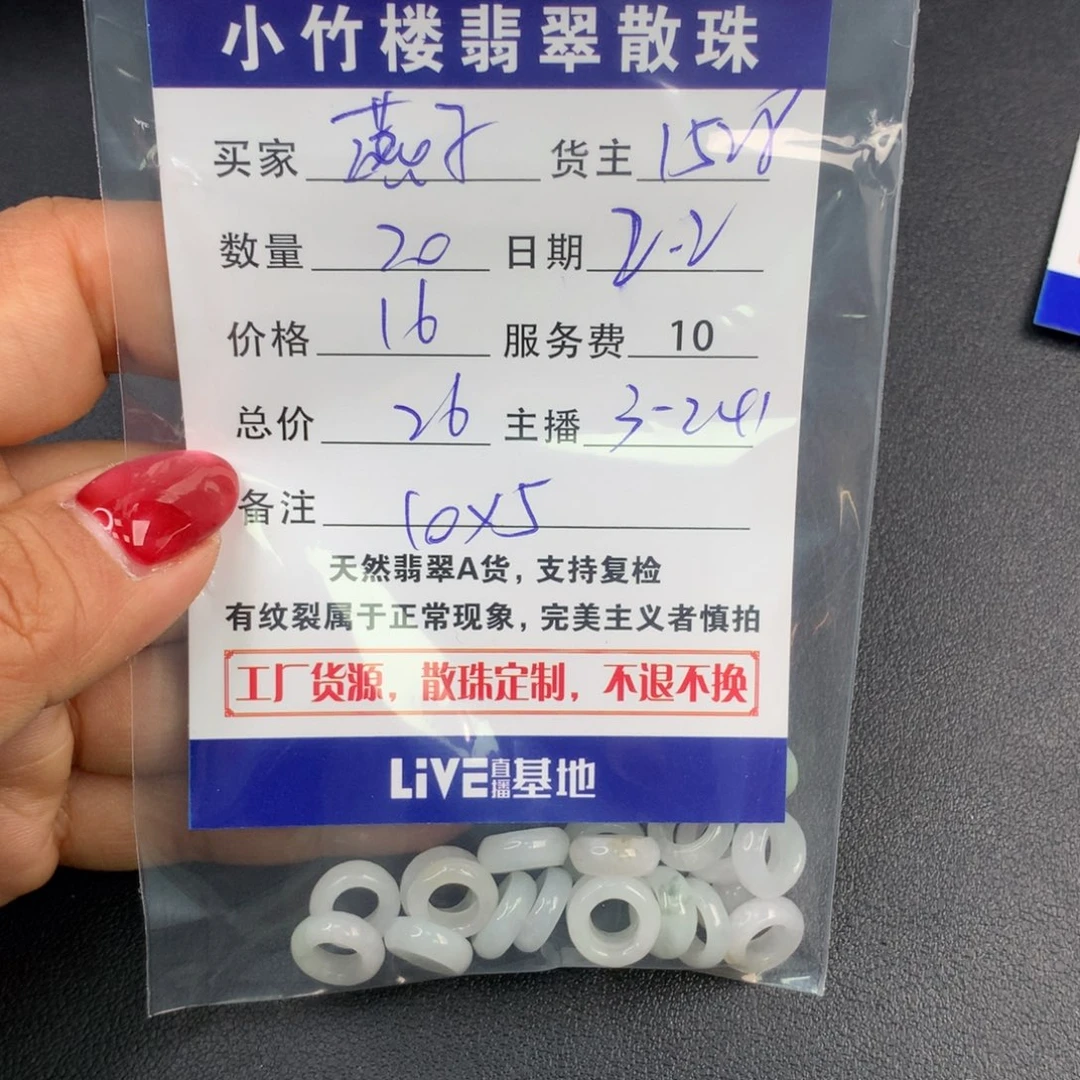 小竹楼翡翠散珠
买家 燕子 货主 1528
数量 20 日期 2-2
价格 16 服务费 10
总价 26 主播 3-241
备注 10x5
天然翡翠A货，支持复检
有纹裂属于正常现象，完美主义者慎拍
工厂货源，散珠定制，不退不换
LiVE直播基地